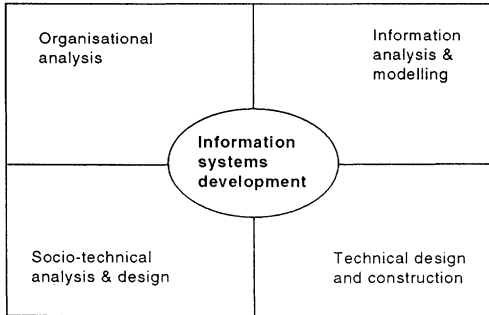 Organisational
analysis
Information
analysis &
modelling
Information
systems
development
Socio-technical
analysis & design
Technical design
and construction